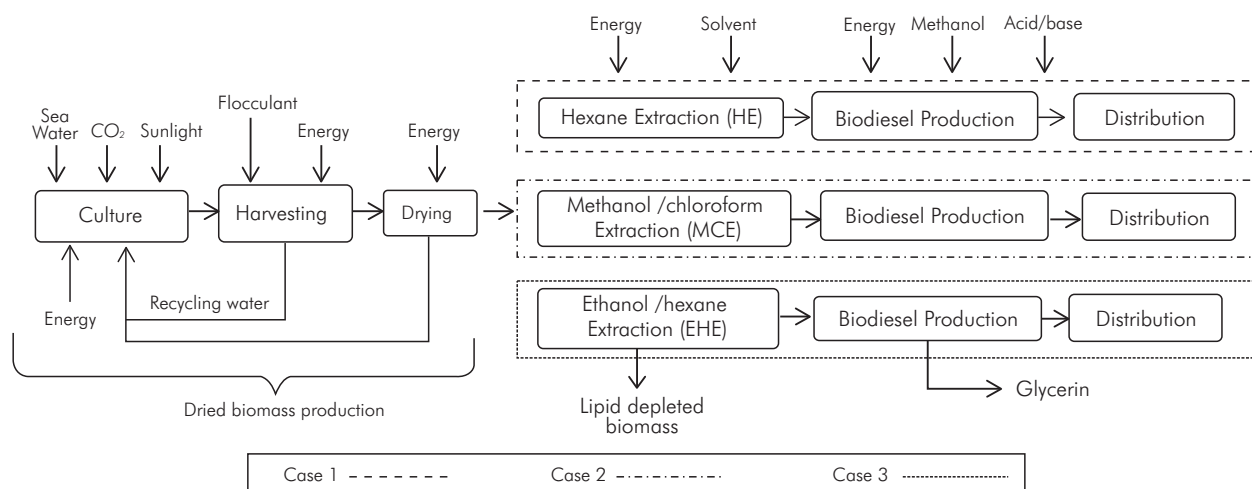 Energy
Solvent
Energy
Methanol
Acid/base
Hexane Extraction (HE)
Biodiesel Production
Distribution
Sea
Water
CO₂
Sunlight
Flocculant
Energy
Energy
Culture
Harvesting
Drying
Methanol /chloroform
Extraction (MCE)
Biodiesel Production
Distribution
Recycling water
Energy
Ethanol /hexane
Extraction (EHE)
Biodiesel Production
Distribution
Dried biomass production
Lipid depleted
biomass
Glycerin
Case 1
Case 2
Case 3